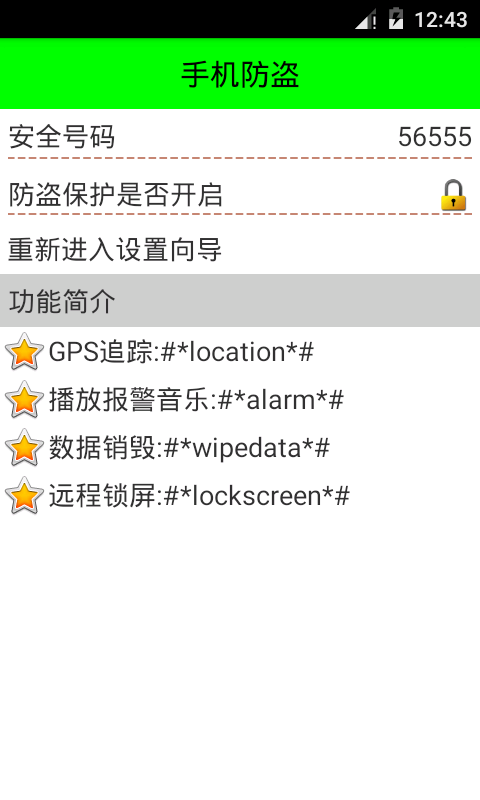 12:43
手机防盗
安全号码 56555
防盗保护是否开启
重新进入设置向导
功能简介
GPS追踪:#*location*#
播放报警音乐:#*alarm*#
数据销毁:#*wipedata*#
远程锁屏:#*lockscreen*#